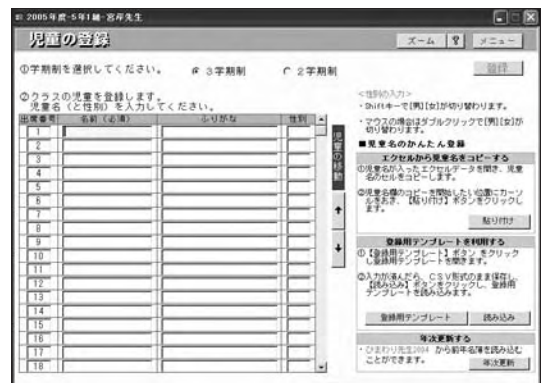 2005年度-5年1組-宮岸先生
児童の登録
ズーム
?
メニュー
①学期制を選択してください。
3学期制
2学期制
登録
②クラスの児童を登録します。
児童名（と性別）を入力してください。
出席番号 名前（必須） ふりがな 性別
1
2
3
4
5
6
7
8
9
10
11
12
13
14
15
16
17
18
児童の移動
↑
↓
<性別の入力>
・Shiftキーで[男][女]が切り替わります。
・マウスの場合はダブルクリックで[男][女]が
切り替わります。
■児童名のかんたん登録
エクセルから児童名をコピーする
①児童名が入ったエクセルデータを開き、児童
名のセルをコピーします。
②児童名欄のコピーを開始したい位置にカーソ
ルをおき、【貼り付け】ボタンをクリックし
ます。
貼り付け
登録用テンプレートを利用する
①【登録用テンプレート】ボタン をクリック
し登録用テンプレートを開きます。
②入力が済んだら、CSV形式のまま保存し、
【読み込み】ボタンをクリックし、登録用
テンプレートを読み込みます。
登録用テンプレート
読み込み
年次更新する
・ひまわり先生2004 から前年名簿を読み込む
ことができます。
年次更新